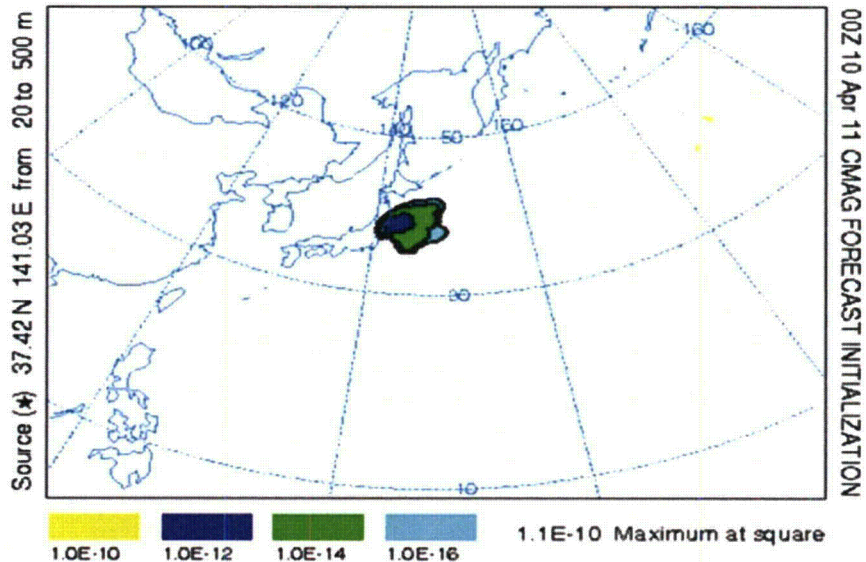 Source (★) 37.42 N 141.03 E from 20 to 500 m
100
160
120
140
50
60
30
10
00Z 10 Apr 11 CMAG FORECAST INITIALIZATION
1.0E-10 1.0E-12 1.0E-14 1.0E-16
1.1E-10 Maximum at square